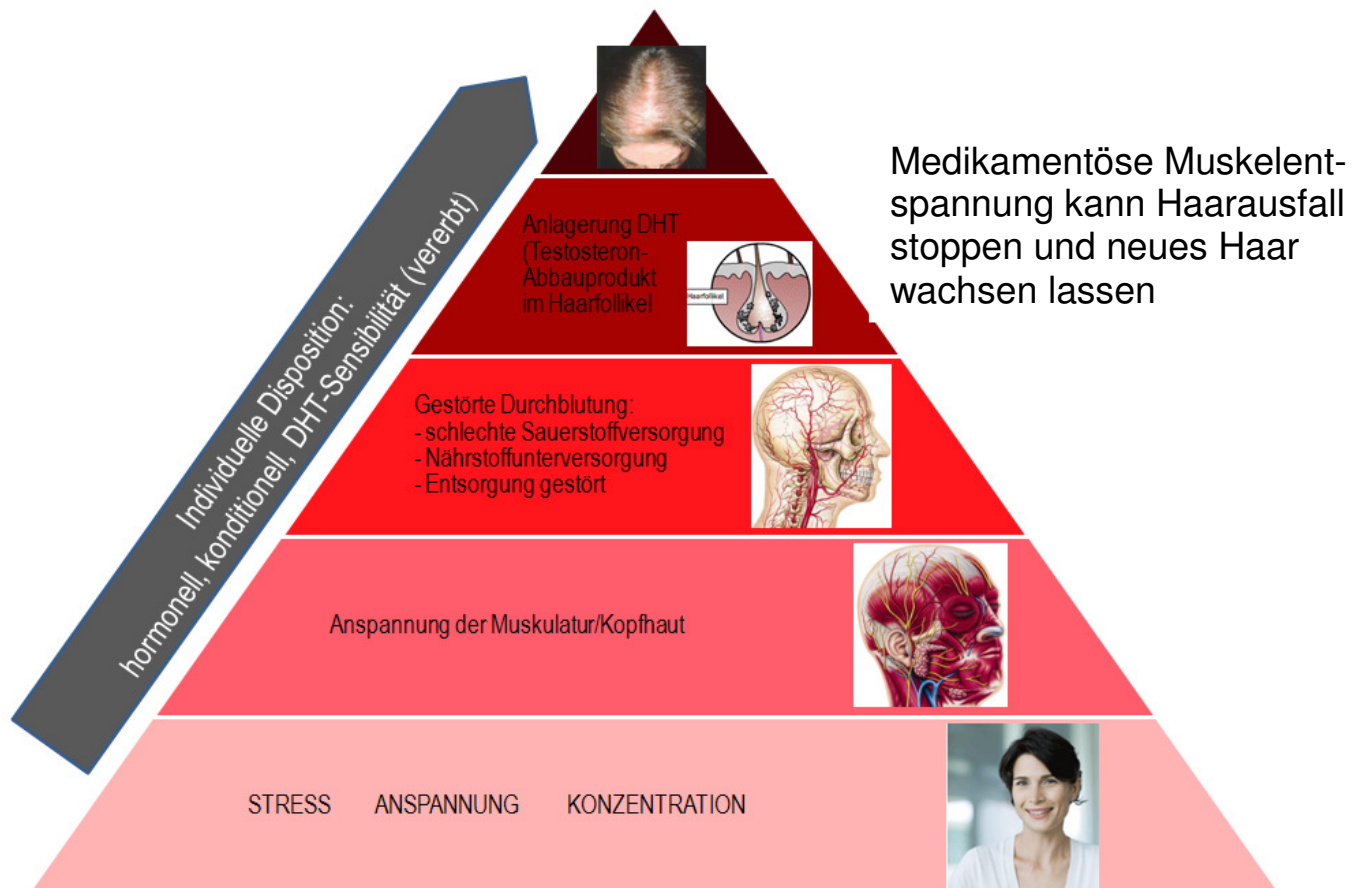 Medikamentöse Muskelent-
spannung kann Haarausfall
stoppen und neues Haar
wachsen lassen
Individuelle Disposition:
hormonell, konditionell, DHT-Sensibilität (vererbt)
Anlagerung DHT
(Testosteron-
Abbauprodukt
im Haarfollikel
Haarfollikel
Gestörte Durchblutung:
- schlechte Sauerstoffversorgung
- Nährstoffunterversorgung
- Entsorgung gestört
Anspannung der Muskulatur/Kopfhaut
STRESS ANSPANNUNG KONZENTRATION